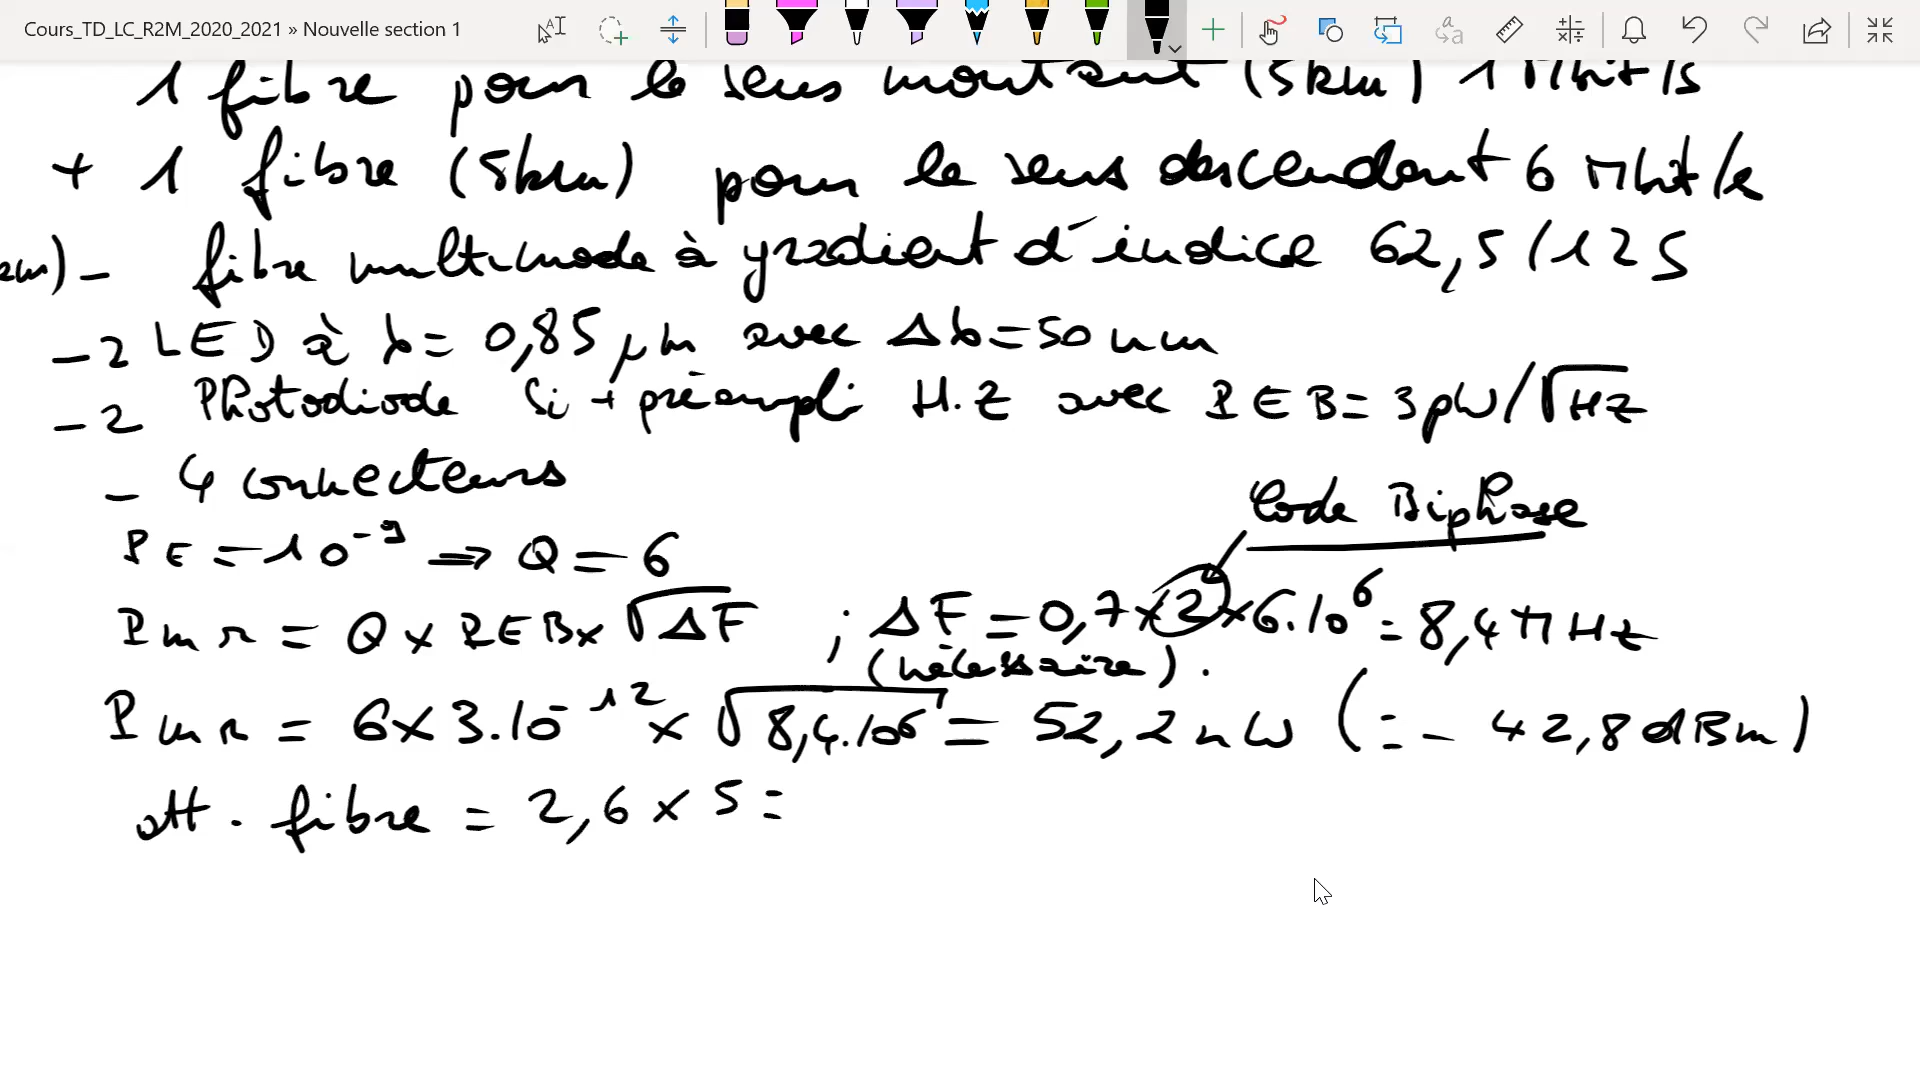 Cours_TD_LC_R2M_2020_2021 » Nouvelle section 1
1 fibre pour le sens montant (5km) 1 Mbit/s
+ 1 fibre (5km) pour le sens descendant 6 Mbit/s
- fibre multimode à gradient d'indice 62,5/125
- 2 LED à λ = 0,85 μm avec Δλ = 50 nm
- 2 Photodiode Si + préampli H.Z avec PEB = 3pW/√Hz
- 4 connecteurs
Code Biphase
PE = 10⁻⁹ ⇒ Q = 6
Pmr = Q x PEB x √ΔF ; ΔF = 0,7 x 2 x 6.10⁶ = 8,4 MHz
(nécessaire).
Pmr = 6 x 3.10⁻¹² x √8,4.10⁶ = 52,2 nW (= - 42,8 dBm)
att. fibre = 2,6 x 5 =